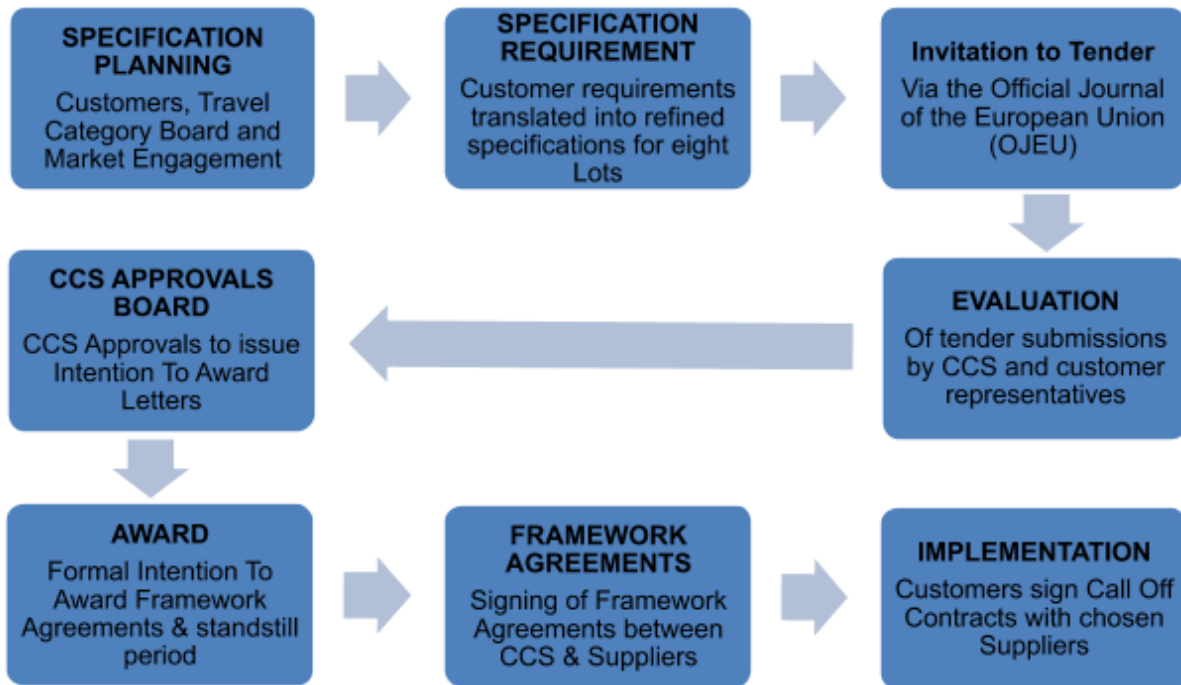 SPECIFICATION
PLANNING
Customers, Travel
Category Board and
Market Engagement
SPECIFICATION
REQUIREMENT
Customer requirements
translated into refined
specifications for eight
Lots
Invitation to Tender
Via the Official Journal
of the European Union
(OJEU)
EVALUATION
Of tender submissions
by CCS and customer
representatives
CCS APPROVALS
BOARD
CCS Approvals to issue
Intention To Award
Letters
AWARD
Formal Intention To
Award Framework
Agreements & standstill
period
FRAMEWORK
AGREEMENTS
Signing of Framework
Agreements between
CCS & Suppliers
IMPLEMENTATION
Customers sign Call Off
Contracts with chosen
Suppliers